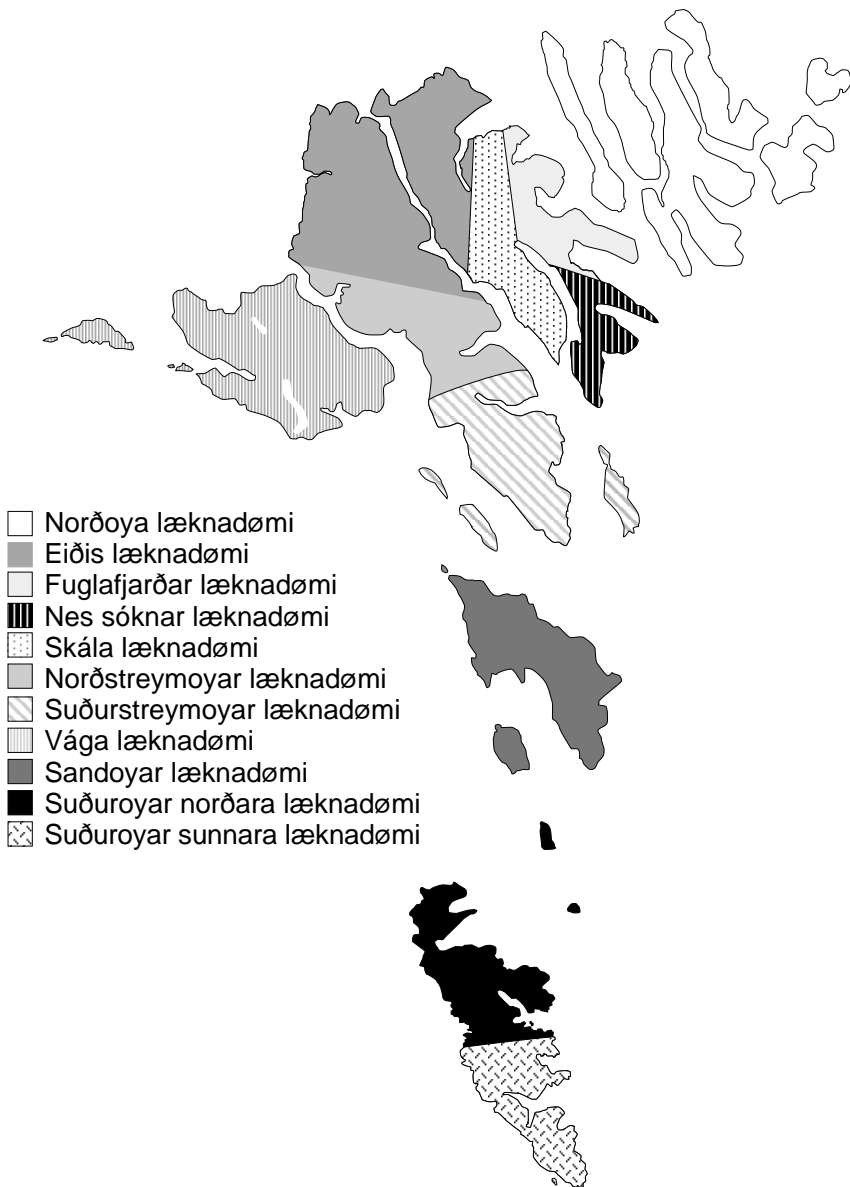 Norðoya læknadømi
Eiðis læknadømi
Fuglafjarðar læknadømi
Nes sóknar læknadømi
Skála læknadømi
Norðstreymoyar læknadømi
Suðurstreymoyar læknadømi
Vága læknadømi
Sandoyar læknadømi
Suðuroyar norðara læknadømi
Suðuroyar sunnara læknadømi